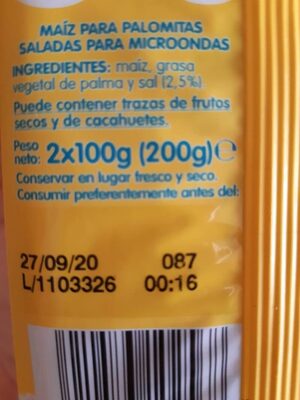 MAÍZ PARA PALOMITAS
SALADAS PARA MICROONDAS
INGREDIENTES: maíz, grasa
vegetal de palma y sal (2,5%)
Puede contener trazas de frutos
secos y de cacahuetes.
Peso neto: 2x100g (200g)e
Conservar en lugar fresco y seco.
Consumir preferentemente antes del:
27/09/20 087
L/1103326 00:16